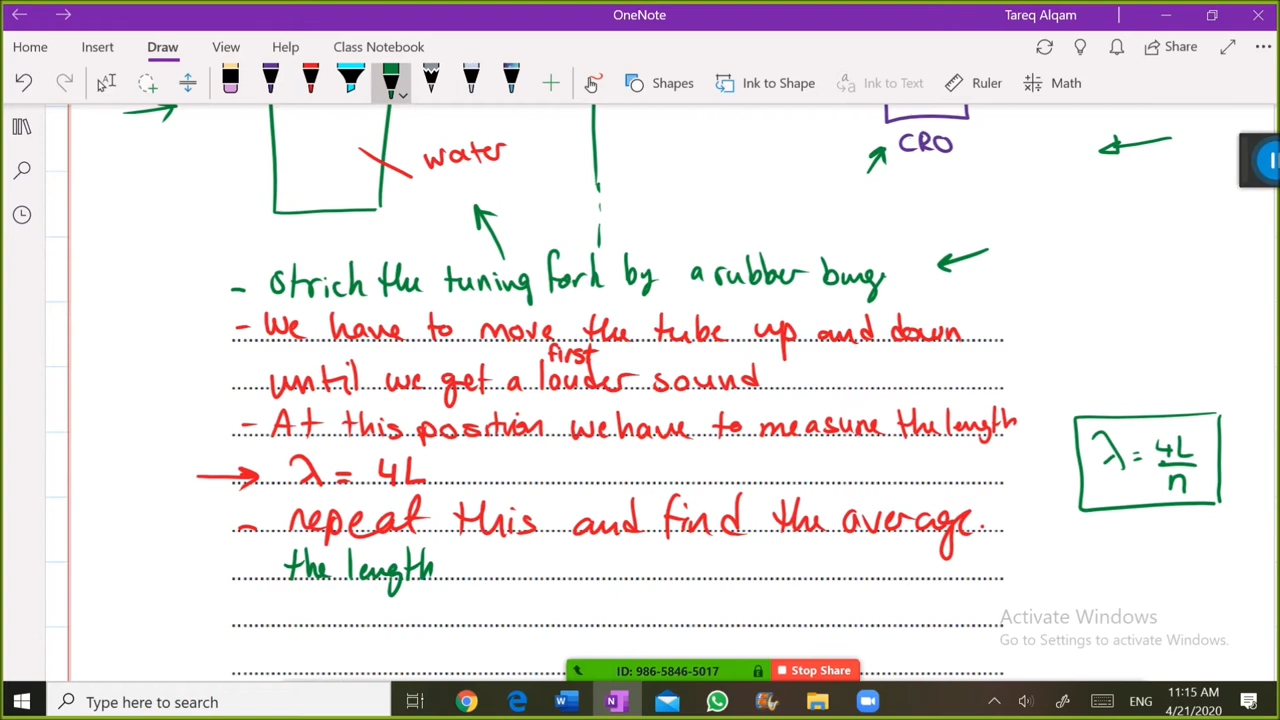 OneNote
Tareq Alqam
Home Insert Draw View Help Class Notebook
Share
Shapes Ink to Shape Ink to Text Ruler Math
water
CRO
- Strich the tuning fork by a rubber bung
- We have to move the tube up and down
first
until we get a louder sound
- At this position we have to measure the length
λ = 4L
λ = 4L/n
- repeat this and find the average.
the length
Activate Windows
Go to Settings to activate Windows.
ID: 986-5846-5017 Stop Share
Type here to search
ENG
11:15 AM
4/21/2020